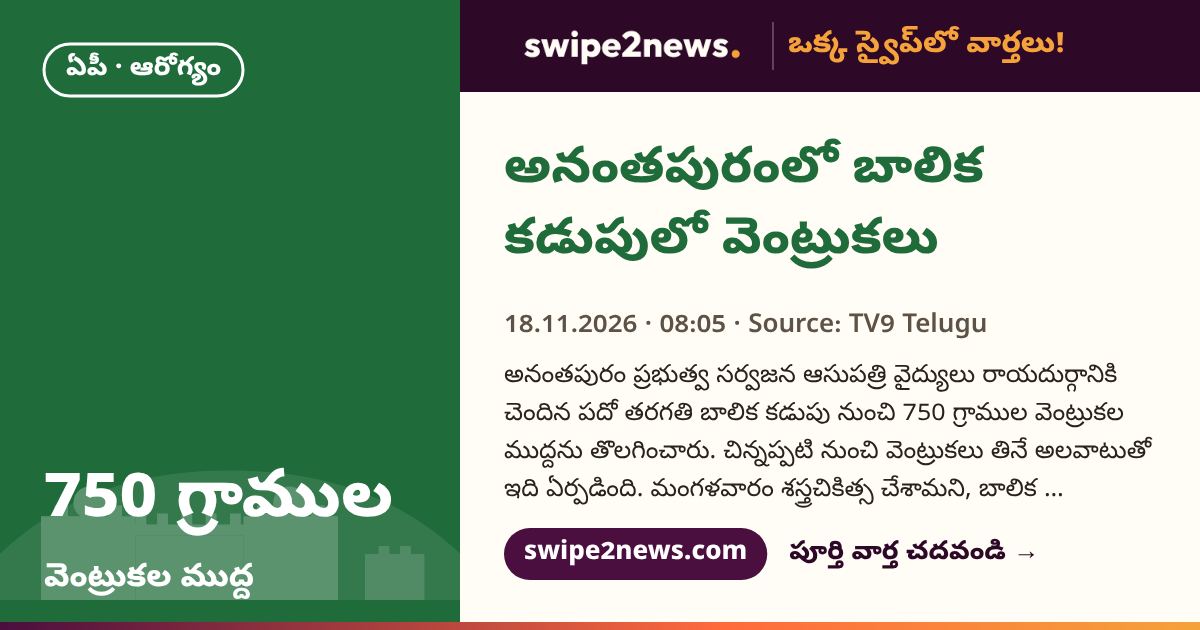 ఏపీ · ఆరోగ్యం
750 గ్రాముల
వెంట్రుకల ముద్ద
swipe2news.
ఒక్క స్వైప్‌లో వార్తలు!
అనంతపురంలో బాలిక
కడుపులో వెంట్రుకలు
18.11.2026 · 08:05 · Source: TV9 Telugu
అనంతపురం ప్రభుత్వ సర్వజన ఆసుపత్రి వైద్యులు రాయదుర్గానికి
చెందిన పదో తరగతి బాలిక కడుపు నుంచి 750 గ్రాముల వెంట్రుకల
ముద్దను తొలగించారు. చిన్నప్పటి నుంచి వెంట్రుకలు తినే అలవాటుతో
ఇది ఏర్పడింది. మంగళవారం శస్త్రచికిత్స చేశామని, బాలిక ...
swipe2news.com
పూర్తి వార్త చదవండి →